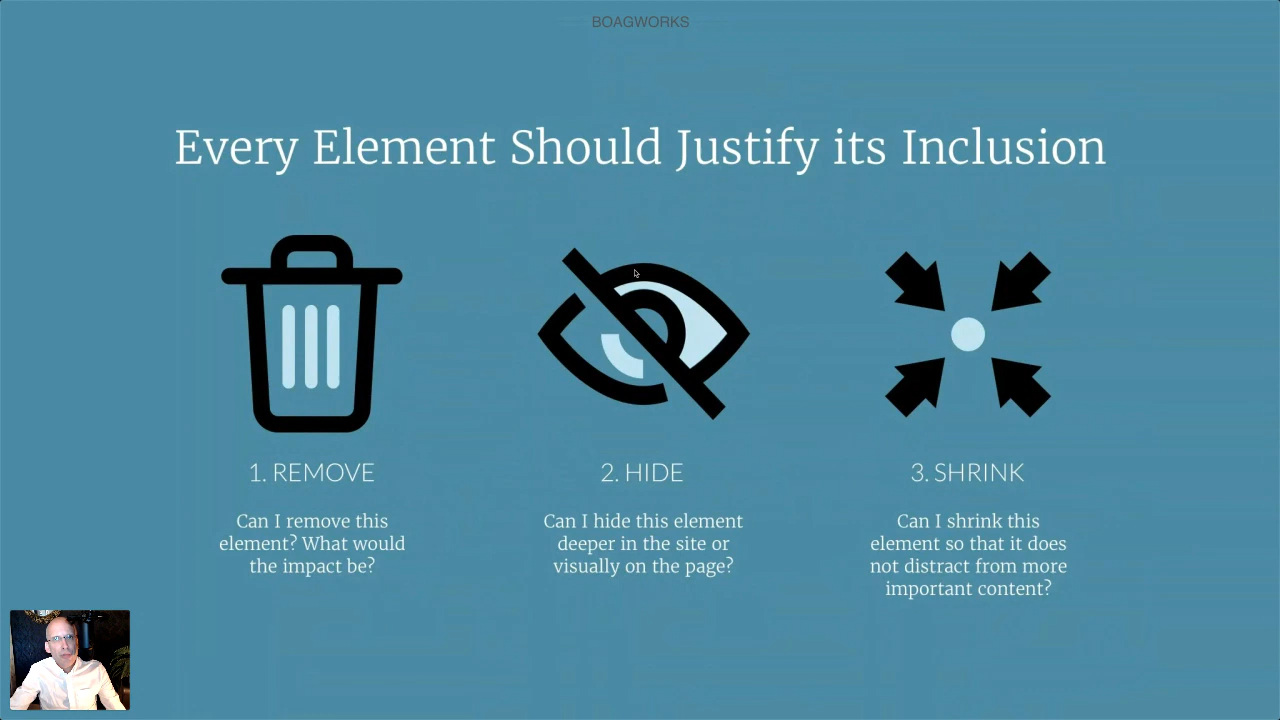 BOAGWORKS
Every Element Should Justify its Inclusion
1. REMOVE
Can I remove this
element? What would
the impact be?
2. HIDE
Can I hide this element
deeper in the site or
visually on the page?
3. SHRINK
Can I shrink this
element so that it does
not distract from more
important content?